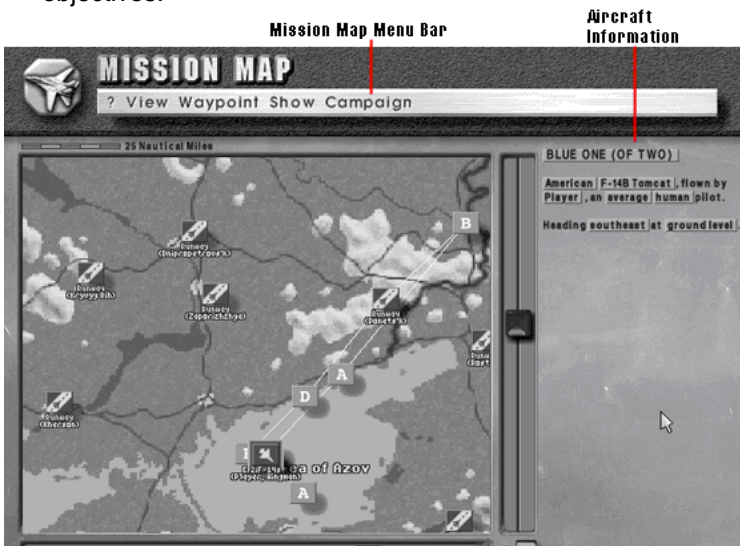 objectives.
Mission Map Menu Bar
Aircraft
Information
MISSION MAP
? View Waypoint Show Campaign
25 Nautical Miles
BLUE ONE (OF TWO)
American F-14B Tomcat, flown by
Player, an average human pilot.
Heading southeast at ground level.
B
Runway
(Dnipropetrovs'k)
Runway
(Kryvyy Rih)
Runway
(Zaporizhzhya)
Runway
(Donets'k)
A
D
Runway
(Kherson)
ea of Azov
(Player, Wingman)
A